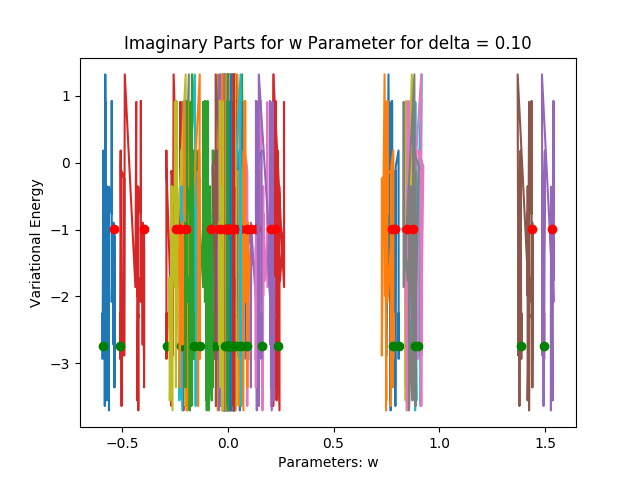 Imaginary Parts for w Parameter for delta = 0.10
Variational Energy
1
0
−1
−2
−3
−0.5 0.0 0.5 1.0 1.5
Parameters: w